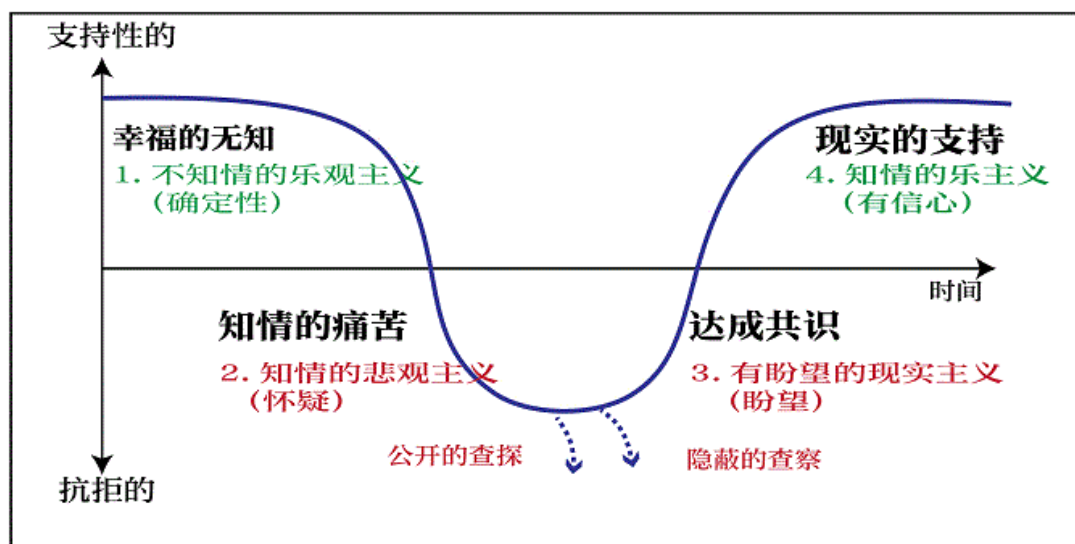 支持性的
幸福的无知
1. 不知情的乐观主义
(确定性)
现实的支持
4. 知情的乐主义
(有信心)
时间
知情的痛苦
2. 知情的悲观主义
(怀疑)
达成共识
3. 有盼望的现实主义
(盼望)
公开的查探
隐蔽的查察
抗拒的